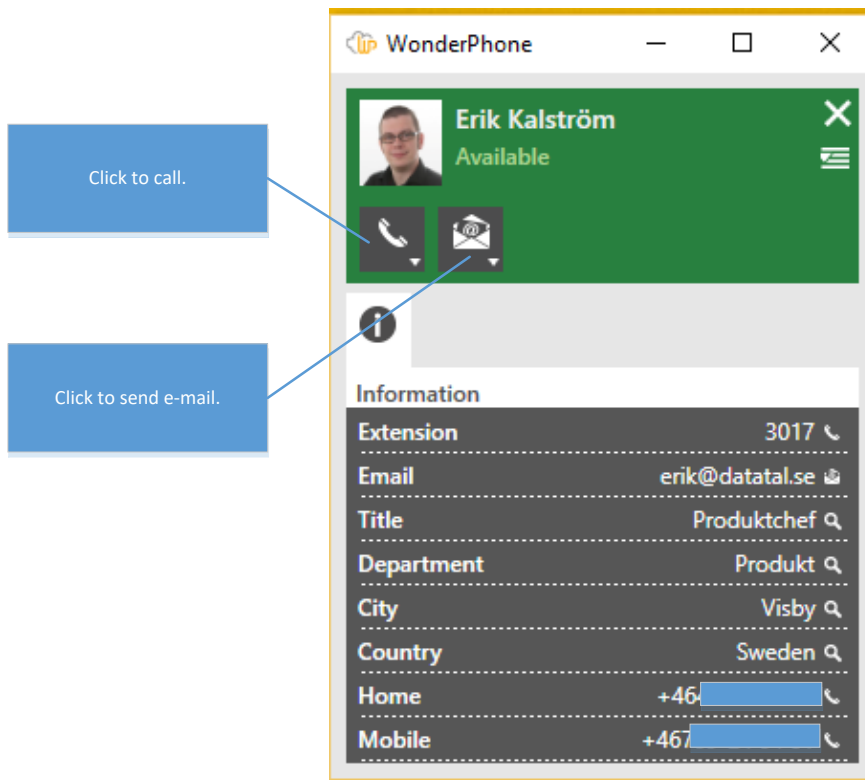 WonderPhone
Erik Kalström
Available
Click to call.
Click to send e-mail.
Information
Extension 3017
Email erik@datatal.se
Title Produktchef
Department Produkt
City Visby
Country Sweden
Home +464
Mobile +467